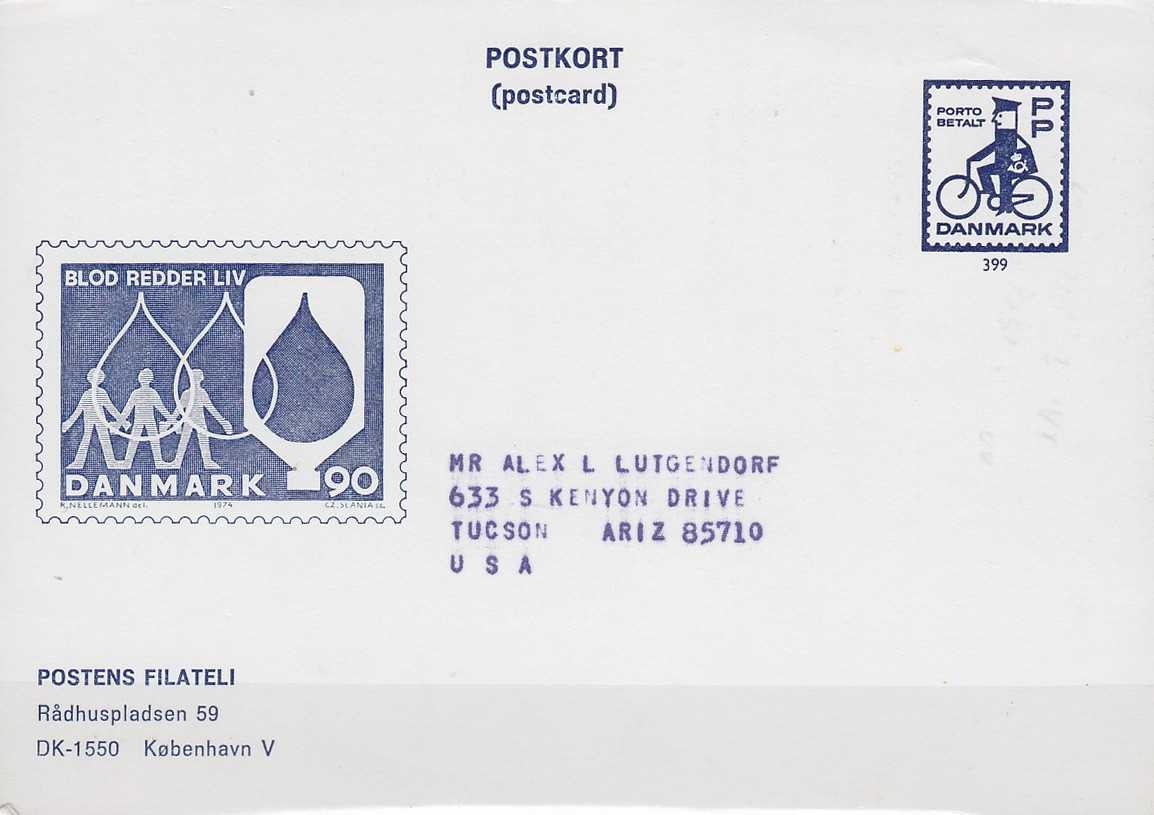 POSTKORT
(postcard)
PORTO
BETALT
P
P
DANMARK
399
BLOD REDDER LIV
DANMARK 90
K.NELLEMANN del. 1974 CZ.SLANIA sc.
MR ALEX L LUTGENDORF
633 S KENYON DRIVE
TUCSON ARIZ 85710
U S A
POSTENS FILATELI
Rådhuspladsen 59
DK-1550 København V